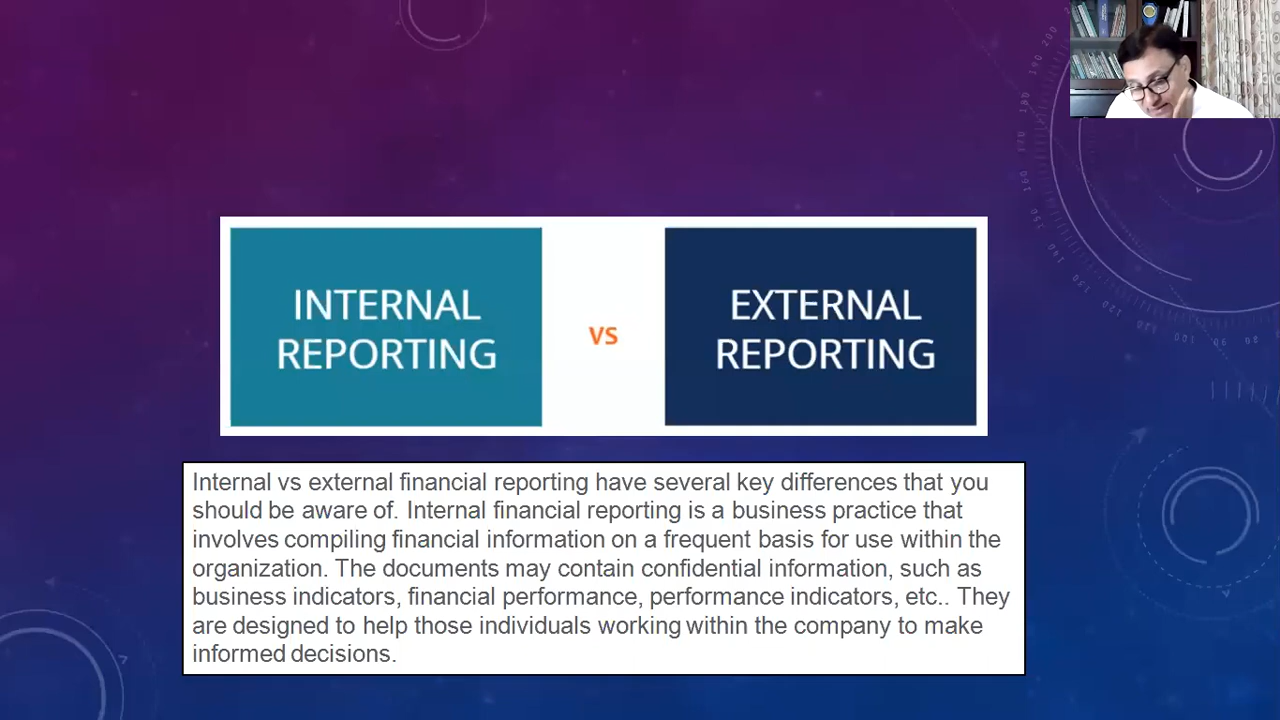 INTERNAL
REPORTING
VS
EXTERNAL
REPORTING
Internal vs external financial reporting have several key differences that you
should be aware of. Internal financial reporting is a business practice that
involves compiling financial information on a frequent basis for use within the
organization. The documents may contain confidential information, such as
business indicators, financial performance, performance indicators, etc.. They
are designed to help those individuals working within the company to make
informed decisions.